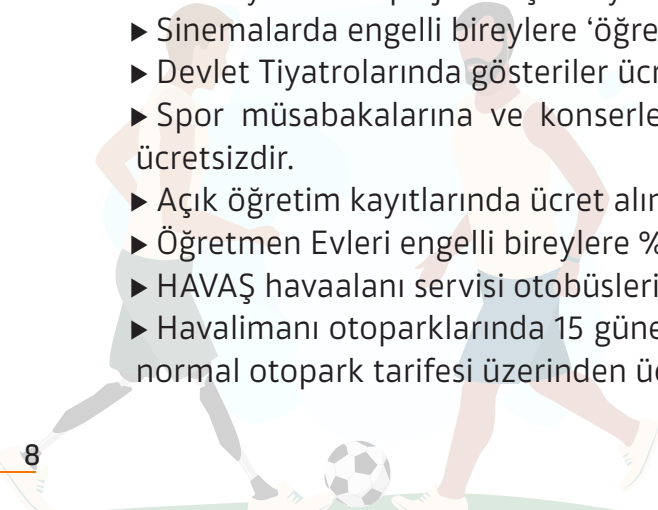 ▶ Sinemalarda engelli bireylere ‘öğre
▶ Devlet Tiyatrolarında gösteriler ücr
▶ Spor müsabakalarına ve konserle
ücretsizdir.
▶ Açık öğretim kayıtlarında ücret alır
▶ Öğretmen Evleri engelli bireylere %
▶ HAVAŞ havaalanı servisi otobüsleri
▶ Havalimanı otoparklarında 15 güne
normal otopark tarifesi üzerinden üc
8